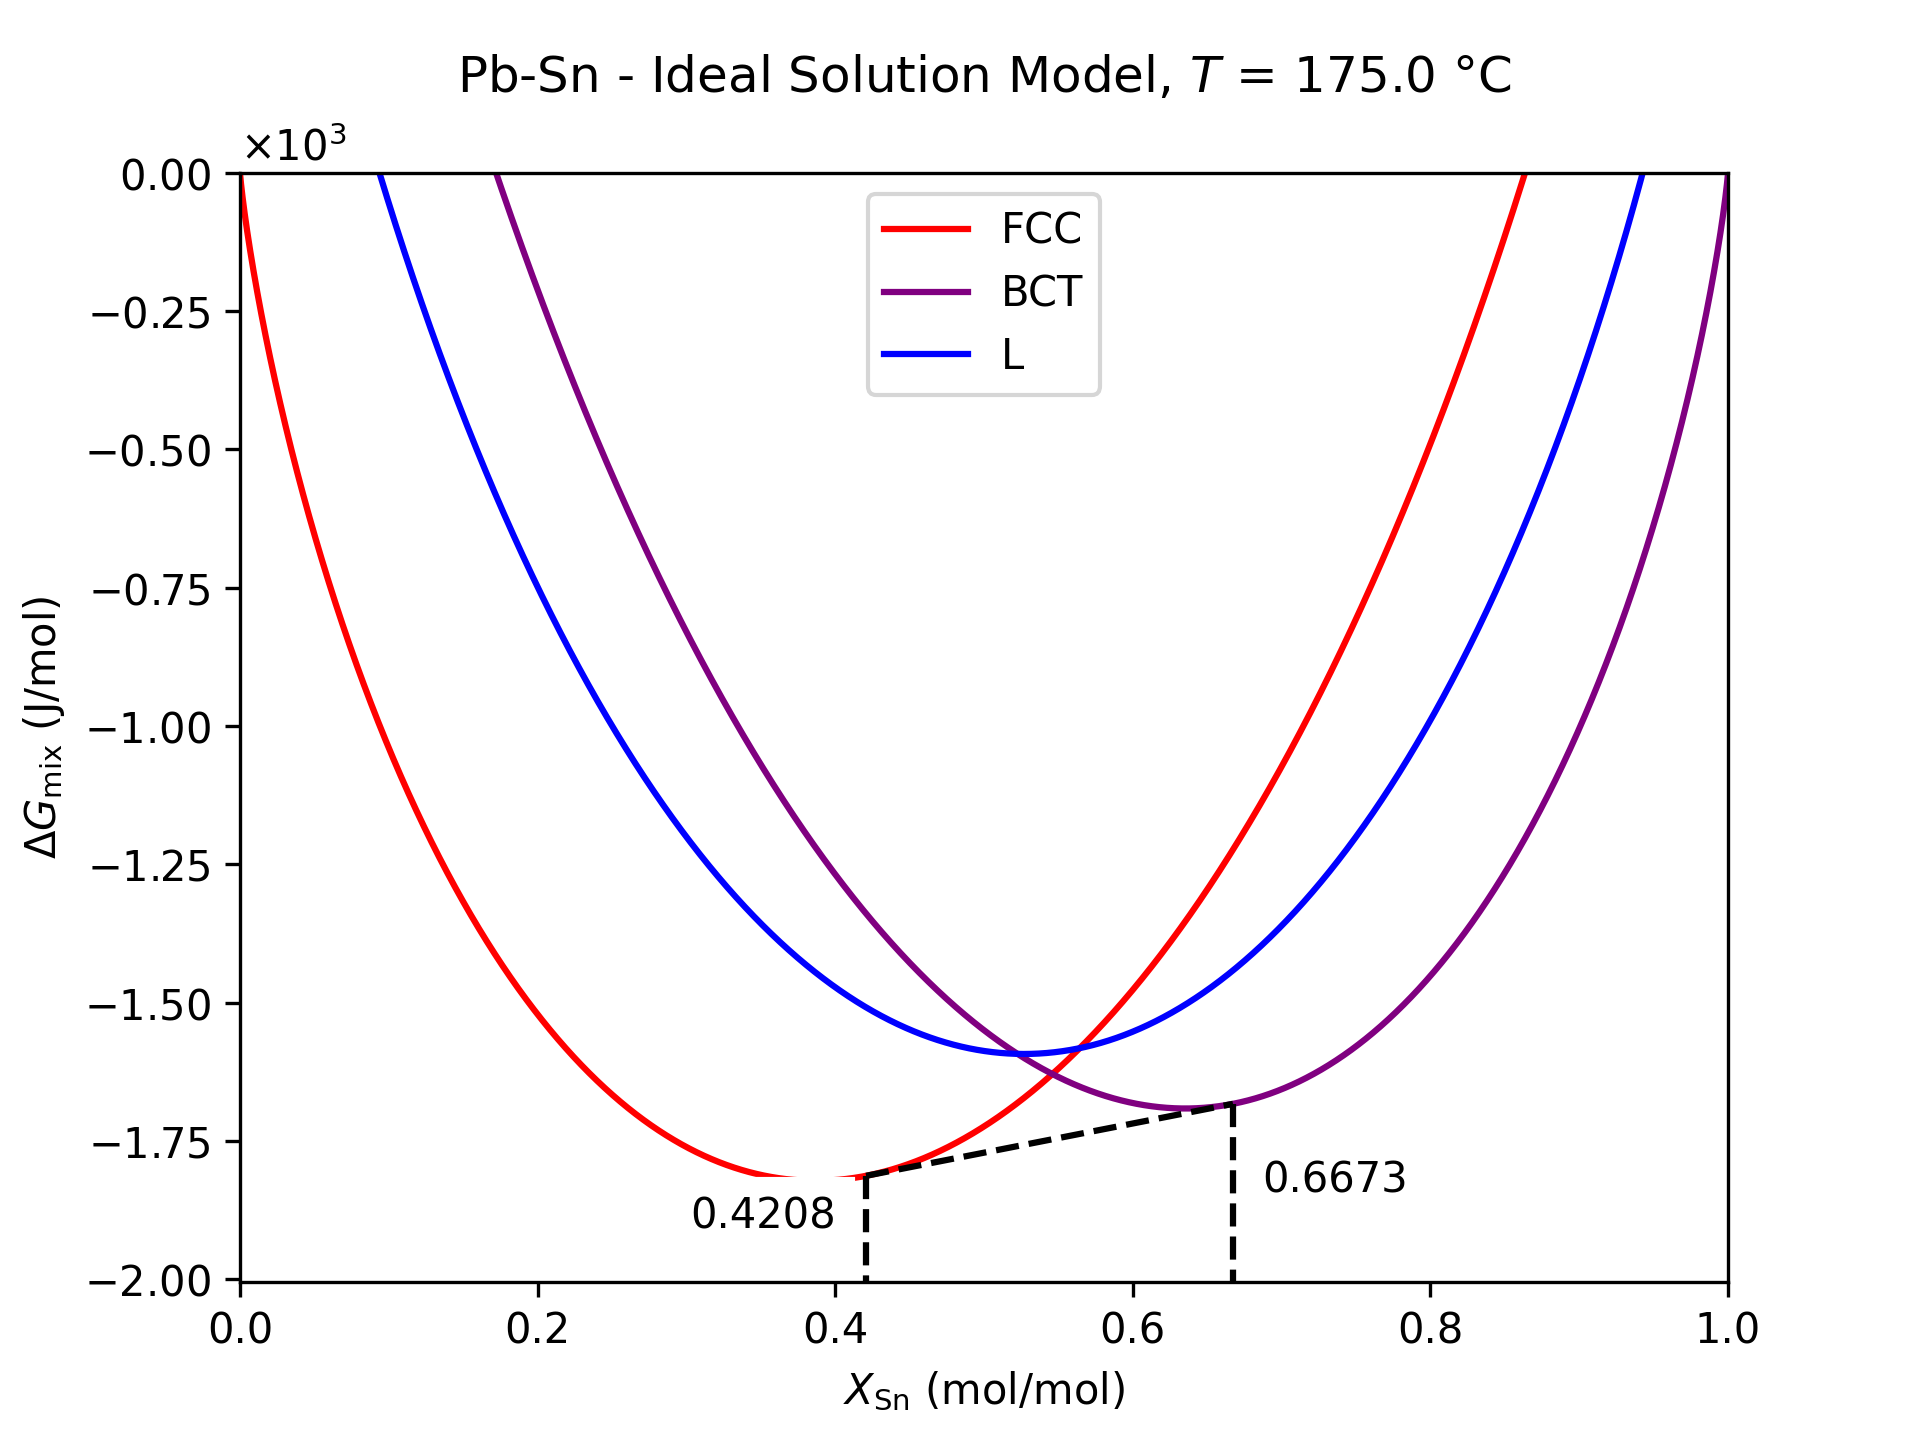 Pb-Sn - Ideal Solution Model, T = 175.0 °C
×10³
0.00
−0.25
−0.50
−0.75
−1.00
−1.25
−1.50
−1.75
−2.00
ΔG_mix (J/mol)
FCC
BCT
L
0.4208
0.6673
0.0 0.2 0.4 0.6 0.8 1.0
X_Sn (mol/mol)